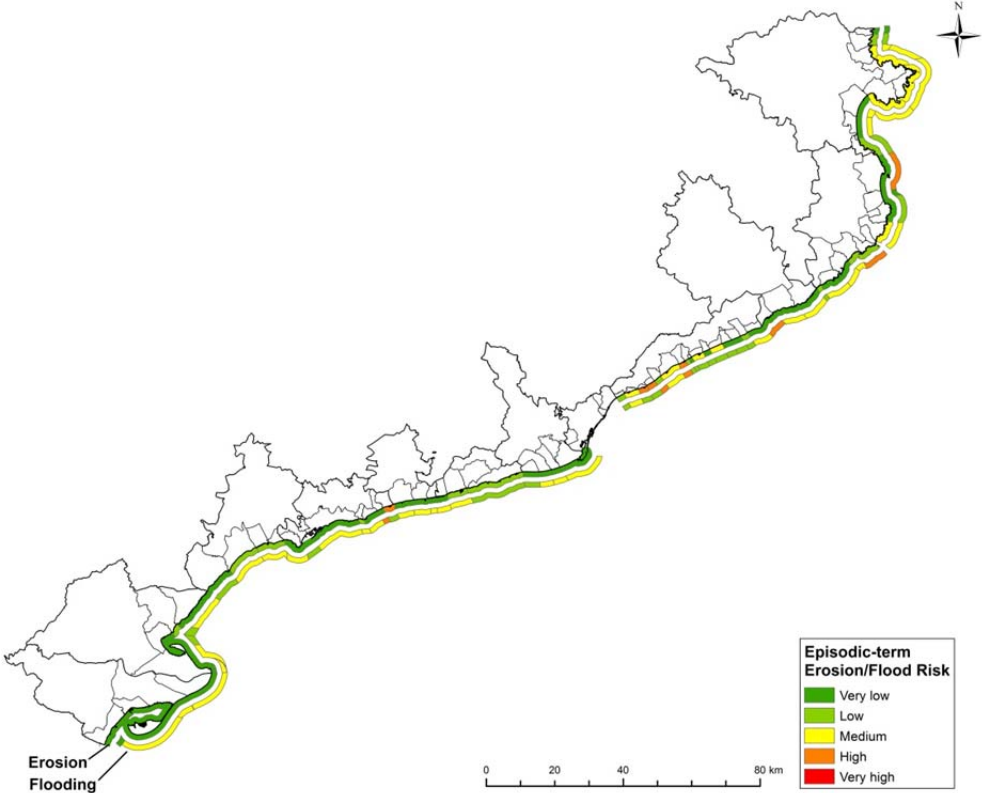 N
Episodic-term
Erosion/Flood Risk
Very low
Low
Medium
High
Very high
Erosion
Flooding
0 20 40 80 km